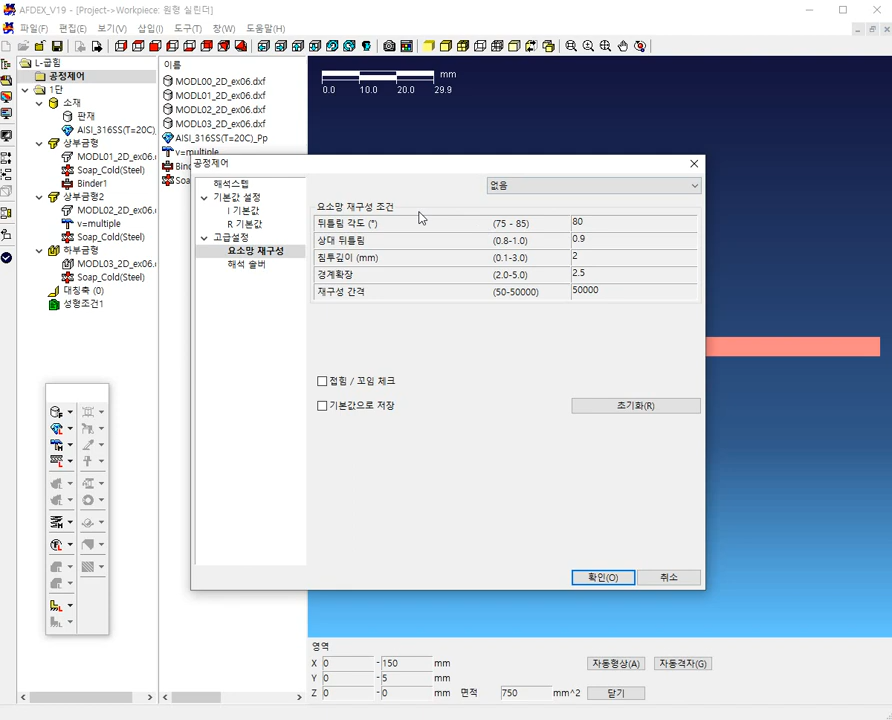 AFDEX_V19 - [Project->Workpiece: 원형 실린더]
파일(F) 편집(E) 보기(V) 삽입(I) 도구(T) 창(W) 도움말(H)
L-굽힘
공정제어
1단
소재
판재
AISI_316SS(T=20C)
상부금형
MODL01_2D_ex06.
Soap_Cold(Steel)
Binder1
상부금형2
MODL02_2D_ex06.
v=multiple
Soap_Cold(Steel)
하부금형
MODL03_2D_ex06.
Soap_Cold(Steel)
대칭축 (0)
성형조건1
이름
MODL00_2D_ex06.dxf
MODL01_2D_ex06.dxf
MODL02_2D_ex06.dxf
MODL03_2D_ex06.dxf
AISI_316SS(T=20C)_Pp
v=multiple
Bind
Soa
mm
0.0 10.0 20.0 29.9
공정제어
해석스텝
기본값 설정
I 기본값
R 기본값
고급설정
요소망 재구성
해석 솔버
없음
요소망 재구성 조건
뒤틀림 각도 (*) (75 - 85) 80
상대 뒤틀림 (0.8-1.0) 0.9
침투깊이 (mm) (0.1-3.0) 2
경계확장 (2.0-5.0) 2.5
재구성 간격 (50-50000) 50000
접힘 / 꼬임 체크
기본값으로 저장
초기화(R)
확인(O) 취소
영역
X 0 - 150 mm 자동형상(A) 자동격자(G)
Y 0 - 5 mm
Z 0 - 0 mm 면적 750 mm^2 닫기